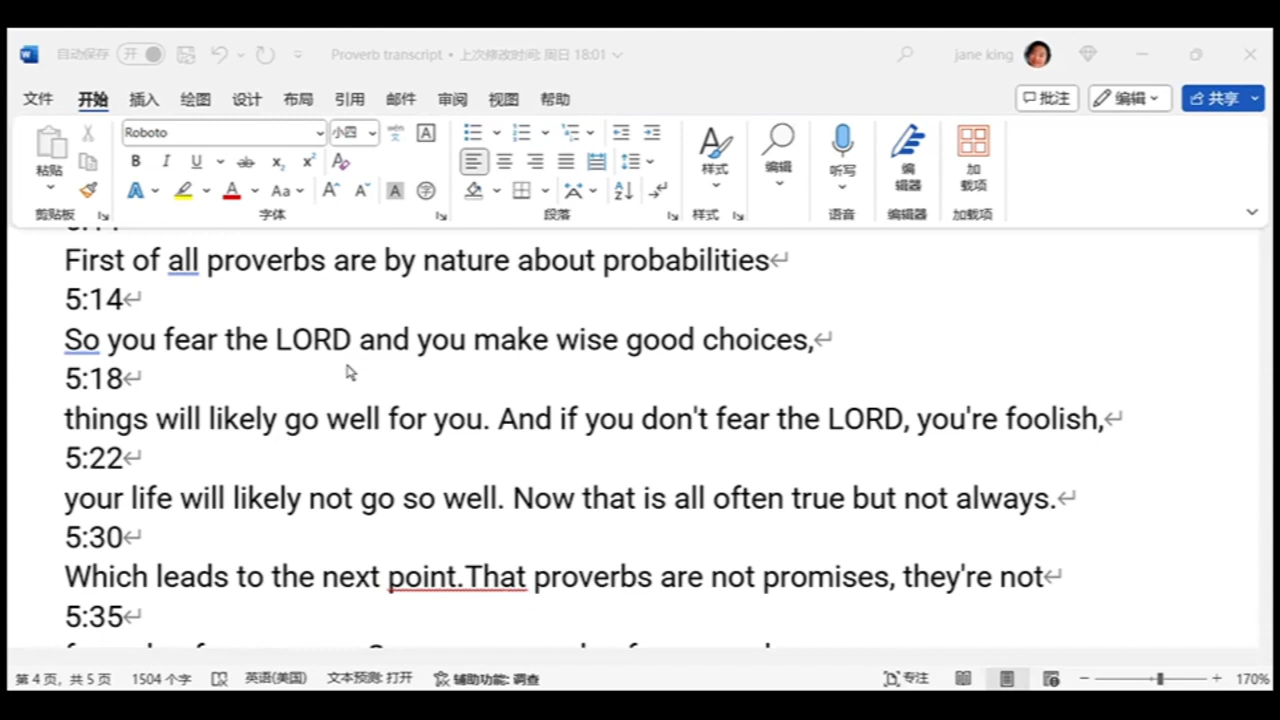 自动保存 开 Proverb transcript • 上次修改时间: 周日 18:01 jane king
文件 开始 插入 绘图 设计 布局 引用 邮件 审阅 视图 帮助 批注 编辑 共享
Roboto 小四 wén 文 A
粘贴 B I U ab x₂ x² A 样式 编辑 听写 编辑器 加载项
A A Aa A A A 字
剪贴板 字体 段落 样式 语音 编辑器 加载项
First of all proverbs are by nature about probabilities↵
5:14↵
So you fear the LORD and you make wise good choices,↵
5:18↵
things will likely go well for you. And if you don't fear the LORD, you're foolish,↵
5:22↵
your life will likely not go so well. Now that is all often true but not always.↵
5:30↵
Which leads to the next point.That proverbs are not promises, they're not↵
5:35↵
第 4 页，共 5 页 1504 个字 英语(美国) 文本预测: 打开 辅助功能: 调查 专注 170%